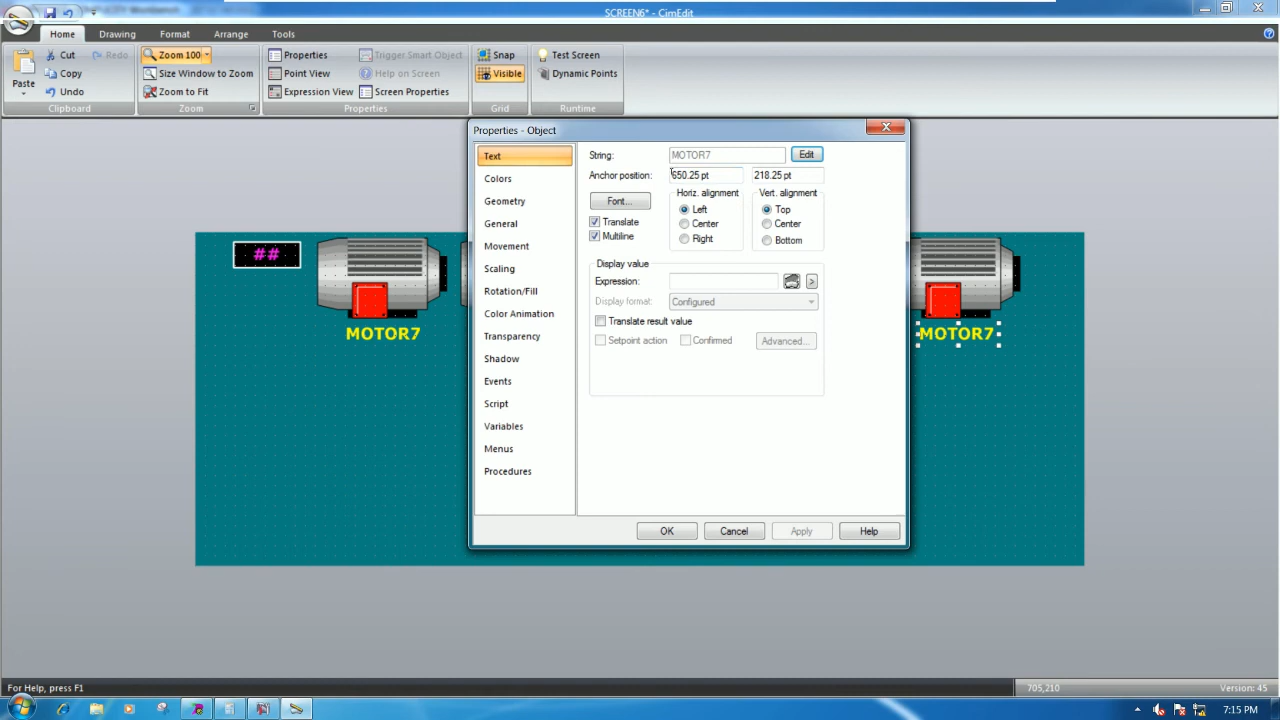 SCREEN6* - CimEdit
Home
Drawing
Format
Arrange
Tools
Paste
Cut
Copy
Undo
Redo
Clipboard
Zoom 100
Size Window to Zoom
Zoom to Fit
Zoom
Properties
Point View
Expression View
Trigger Smart Object
Help on Screen
Screen Properties
Properties
Snap
Visible
Grid
Test Screen
Dynamic Points
Runtime
Properties - Object
Text
Colors
Geometry
General
Movement
Scaling
Rotation/Fill
Color Animation
Transparency
Shadow
Events
Script
Variables
Menus
Procedures
String:
MOTOR7
Edit
Anchor position:
650.25 pt
218.25 pt
Font...
Translate
Multiline
Horiz. alignment
Left
Center
Right
Vert. alignment
Top
Center
Bottom
Display value
Expression:
>
Display format:
Configured
Translate result value
Setpoint action
Confirmed
Advanced...
OK
Cancel
Apply
Help
##
MOTOR7
MOTOR7
For Help, press F1
705,210
Version: 45
7:15 PM